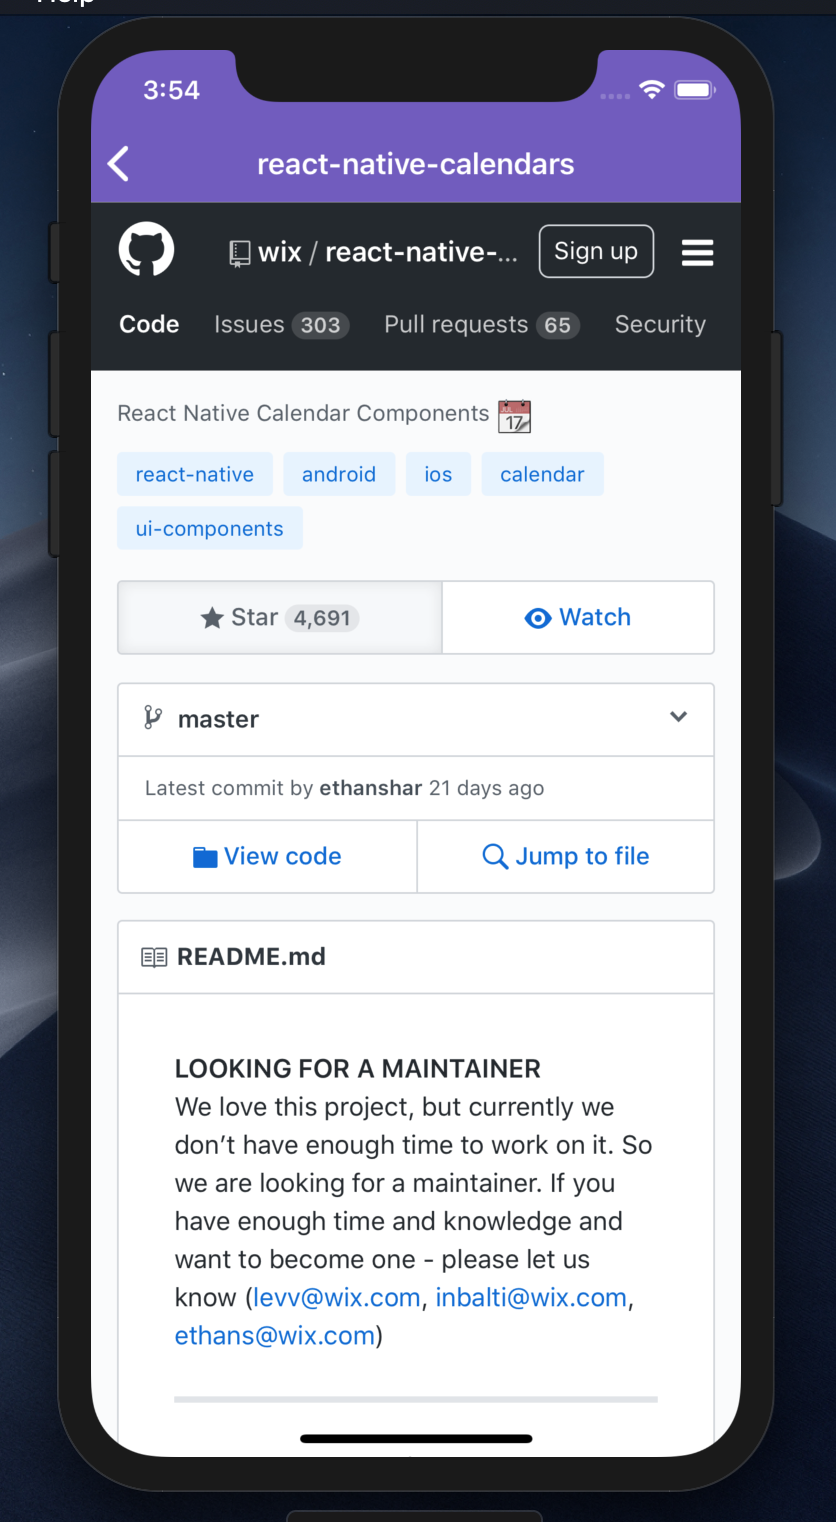 Help
3:54
react-native-calendars
wix / react-native-...
Sign up
Code Issues 303 Pull requests 65 Security
React Native Calendar Components
JUL
17
react-native android ios calendar
ui-components
Star 4,691 Watch
master
Latest commit by ethanshar 21 days ago
View code Jump to file
README.md
LOOKING FOR A MAINTAINER
We love this project, but currently we
don’t have enough time to work on it. So
we are looking for a maintainer. If you
have enough time and knowledge and
want to become one - please let us
know (levv@wix.com, inbalti@wix.com,
ethans@wix.com)